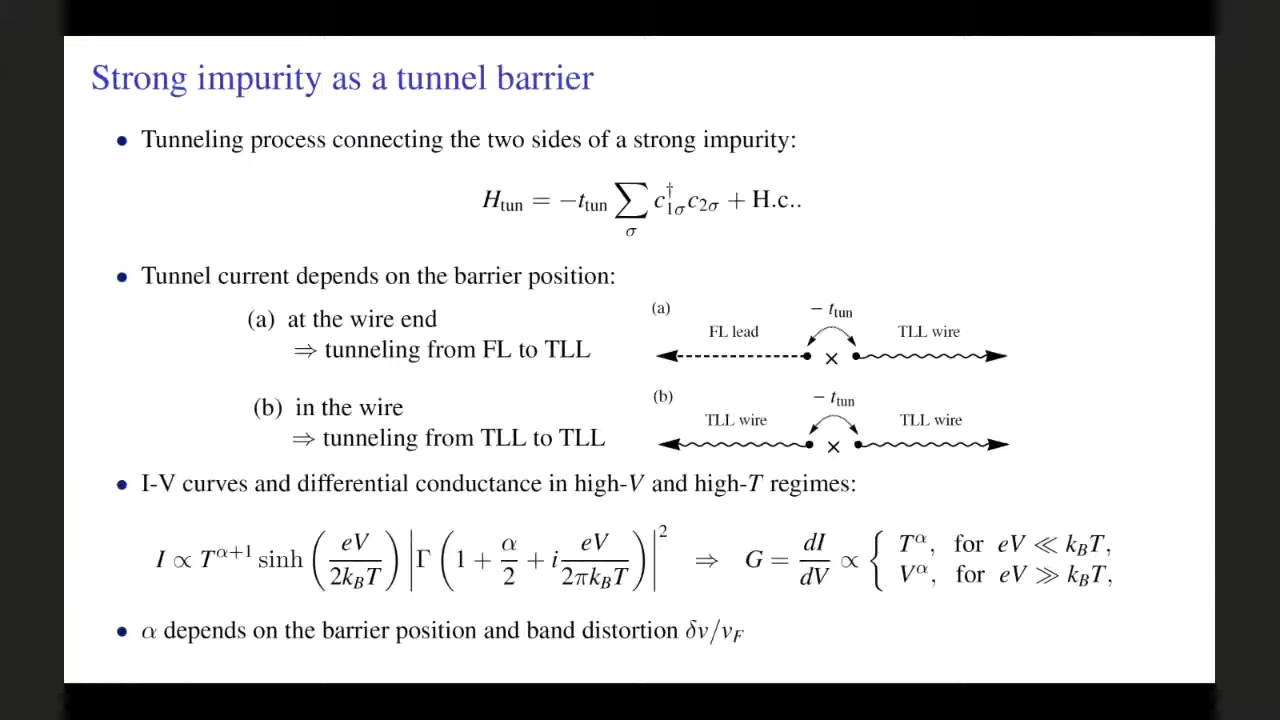 Strong impurity as a tunnel barrier
• Tunneling process connecting the two sides of a strong impurity:
H_tun = −t_tun ∑_σ c†_1σ c_2σ + H.c..
• Tunnel current depends on the barrier position:
(a) at the wire end
⇒ tunneling from FL to TLL
(a) − t_tun
FL lead TLL wire
×
(b) in the wire
⇒ tunneling from TLL to TLL
(b) − t_tun
TLL wire TLL wire
×
• I-V curves and differential conductance in high-V and high-T regimes:
I ∝ T^{α+1} sinh (eV / 2k_BT) |Γ (1 + α/2 + i eV / 2πk_BT)|² ⇒ G = dI/dV ∝ { T^α, for eV ≪ k_BT,
V^α, for eV ≫ k_BT,
• α depends on the barrier position and band distortion δv/v_F